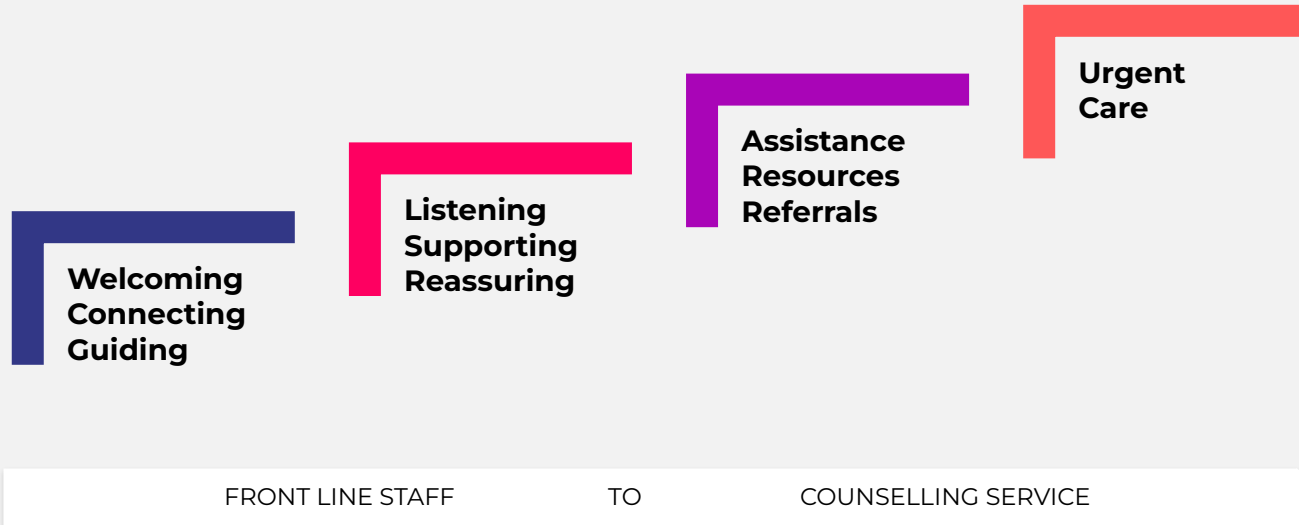 Welcoming
Connecting
Guiding
Listening
Supporting
Reassuring
Assistance
Resources
Referrals
Urgent
Care
FRONT LINE STAFF TO COUNSELLING SERVICE